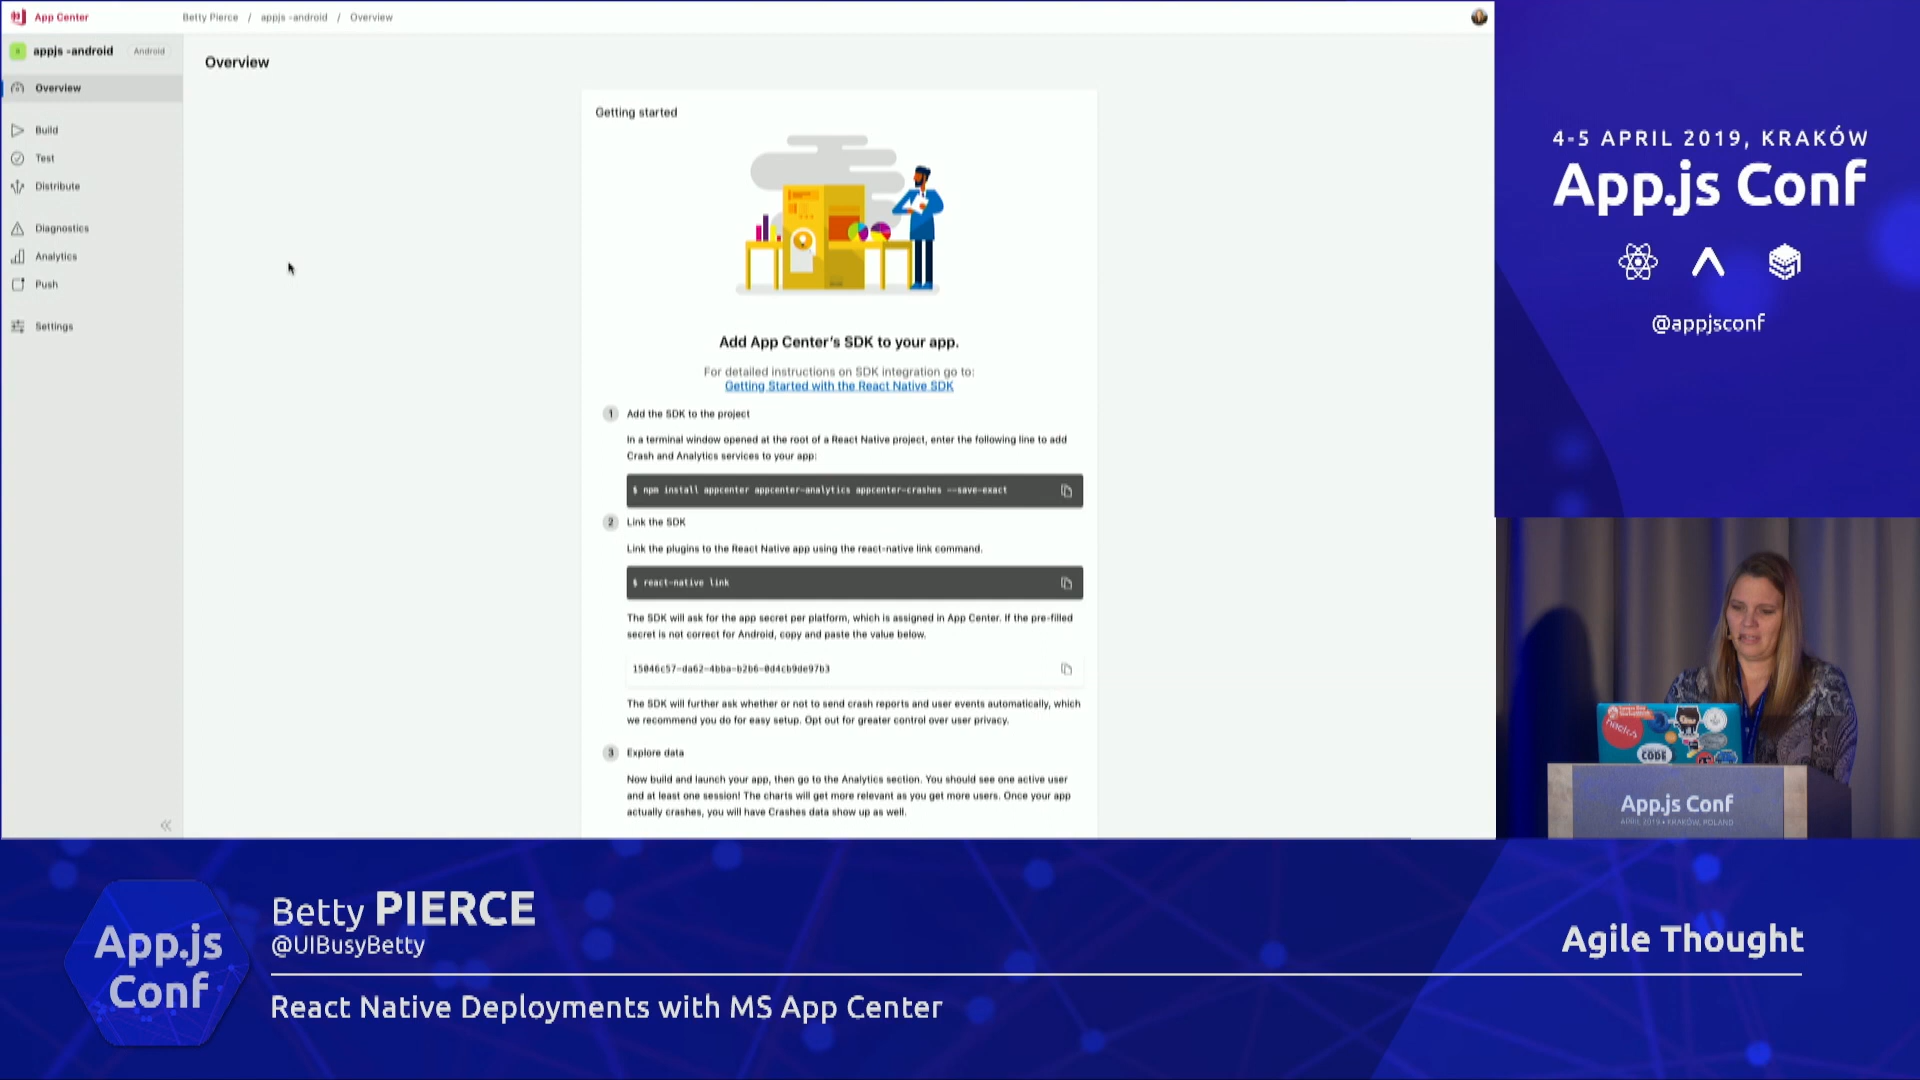 App Center
Betty Pierce / appjs -android / Overview
appjs -android Android
Overview
Build
Test
Distribute
Diagnostics
Analytics
Push
Settings
Overview
Getting started
Add App Center's SDK to your app.
For detailed instructions on SDK integration go to:
Getting Started with the React Native SDK
1 Add the SDK to the project
In a terminal window opened at the root of a React Native project, enter the following line to add
Crash and Analytics services to your app:
$ npm install appcenter appcenter-analytics appcenter-crashes --save-exact
2 Link the SDK
Link the plugins to the React Native app using the react-native link command.
$ react-native link
The SDK will ask for the app secret per platform, which is assigned in App Center. If the pre-filled
secret is not correct for Android, copy and paste the value below.
15046c57-da62-4bba-b2b6-0d4cb9de97b3
The SDK will further ask whether or not to send crash reports and user events automatically, which
we recommend you do for easy setup. Opt out for greater control over user privacy.
3 Explore data
Now build and launch your app, then go to the Analytics section. You should see one active user
and at least one session! The charts will get more relevant as you get more users. Once your app
actually crashes, you will have Crashes data show up as well.
4-5 APRIL 2019, KRAKÓW
App.js Conf
@appjsconf
CODE
App.js Conf
APRIL 2019 • KRAKÓW, POLAND
App.js
Conf
Betty PIERCE
@UIBusyBetty
Agile Thought
React Native Deployments with MS App Center